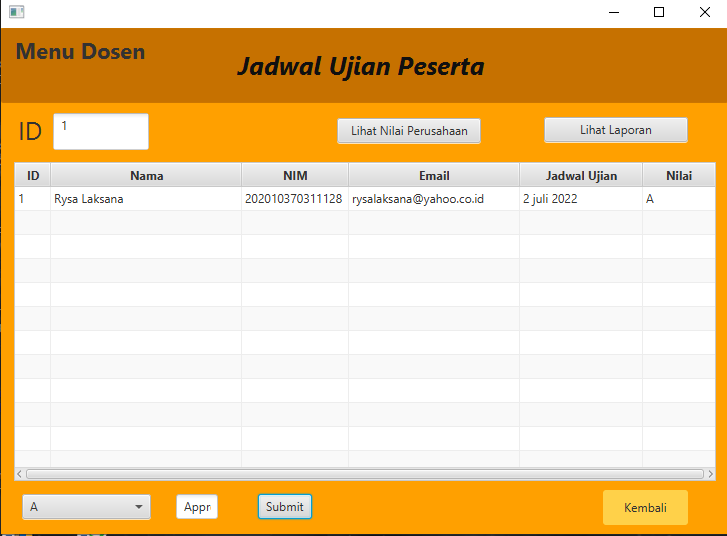 Menu Dosen
Jadwal Ujian Peserta
ID 1 Lihat Nilai Perusahaan Lihat Laporan
ID Nama NIM Email Jadwal Ujian Nilai
1 Rysa Laksana 202010370311128 rysalaksana@yahoo.co.id 2 juli 2022 A
A Appr Submit Kembali